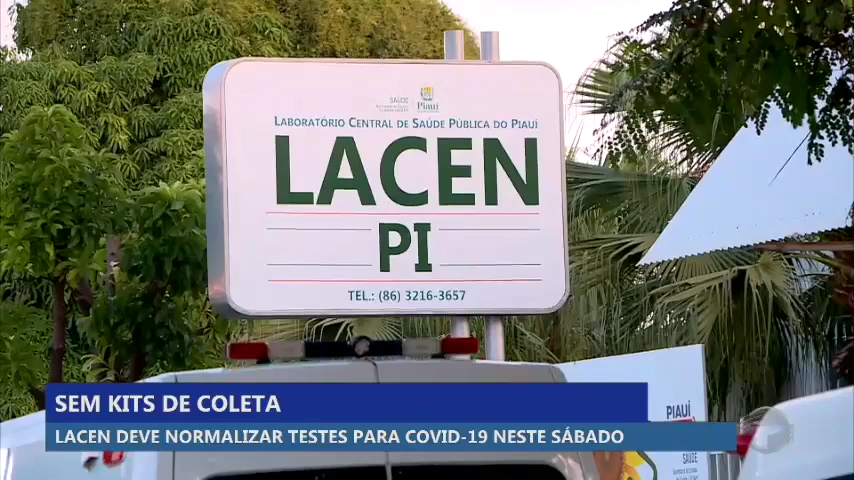 SAÚDE
Piauí
LABORATÓRIO CENTRAL DE SAÚDE PÚBLICA DO PIAUÍ
LACEN
PI
TEL.: (86) 3216-3657
SEM KITS DE COLETA
LACEN DEVE NORMALIZAR TESTES PARA COVID-19 NESTE SÁBADO
PIAUÍ
SAÚDE